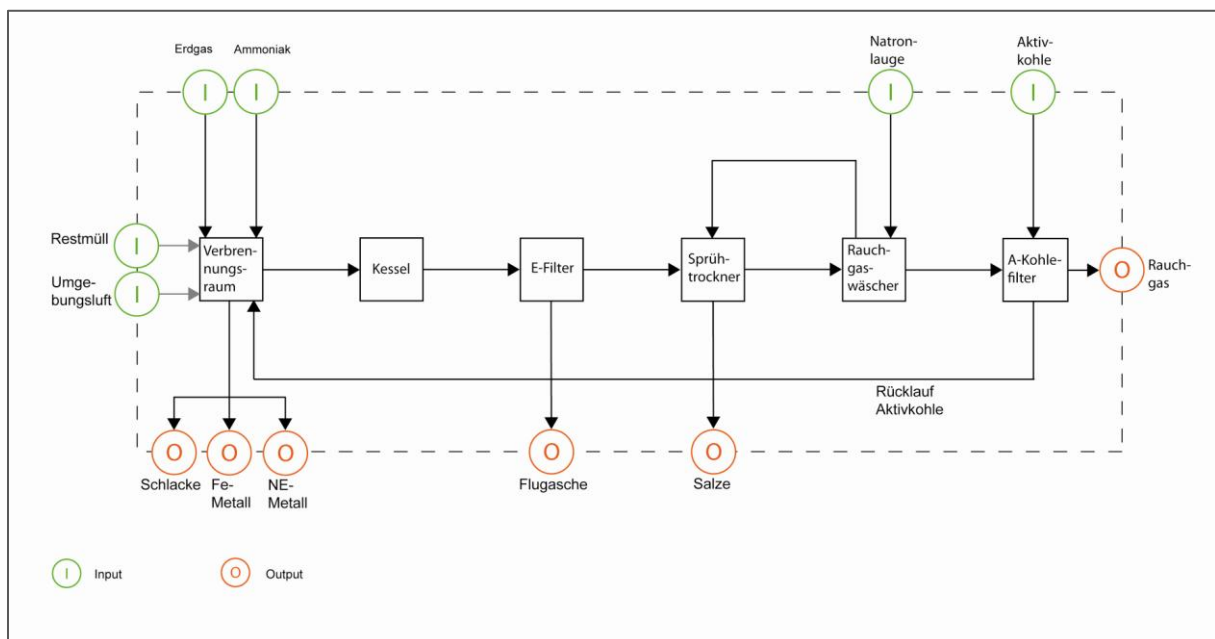 Erdgas
Ammoniak
Natron-
lauge
Aktiv-
kohle
I
I
I
I
Restmüll
I
Umge-
bungsluft
I
Verbren-
nungs-
raum
Kessel
E-Filter
Sprüh-
trockner
Rauch-
gas-
wäscher
A-Kohle-
filter
O
Rauch-
gas
Rücklauf
Aktivkohle
O
O
O
O
O
Schlacke
Fe-
Metall
NE-
Metall
Flugasche
Salze
I
Input
O
Output